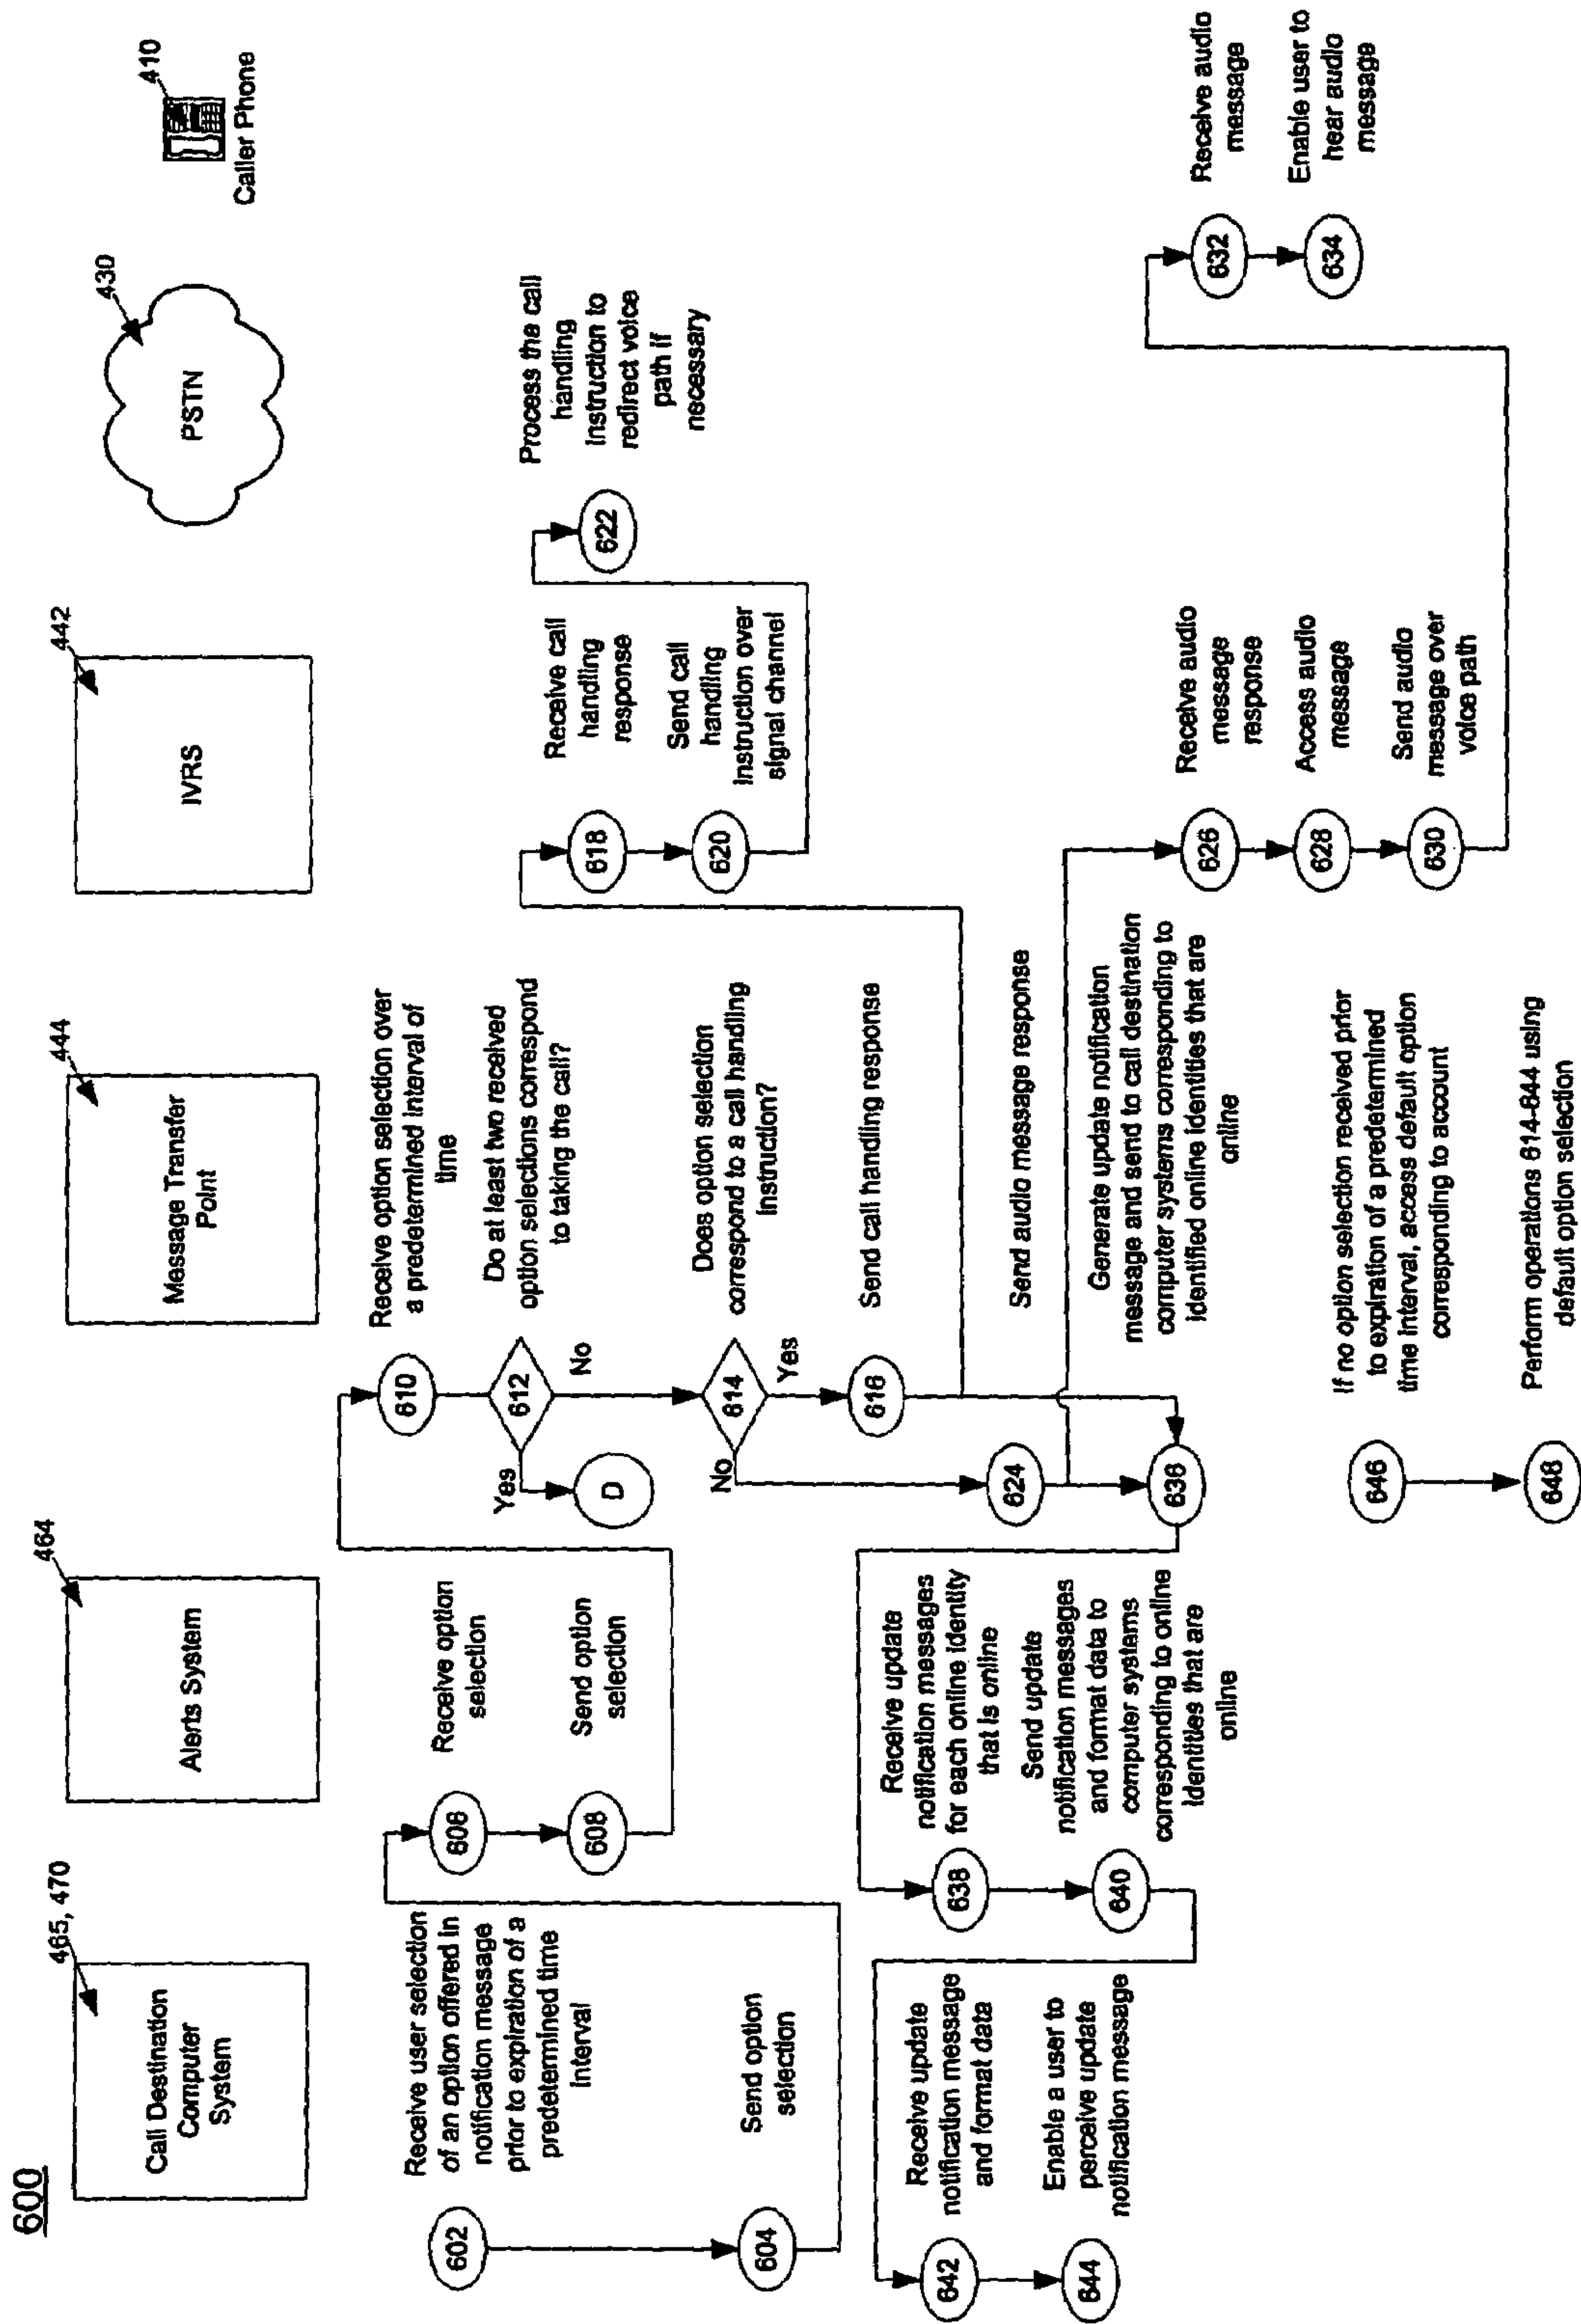 600
465, 470
Call Destination
Computer
System
464
Alerts System
444
Message Transfer
Point
442
IVRS
430
PSTN
410
Caller Phone
602
Receive user selection
of an option offered in
notification message
prior to expiration of a
predetermined time
interval
604
Send option
selection
606
Receive option
selection
608
Send option
selection
610
Receive option selection over
a predetermined interval of
time
612
Do at least two received
option selections correspond
to taking the call?
Yes
No
D
614
Does option selection
correspond to a call handling
instruction?
No
Yes
616
Send call handling response
618
Receive call
handling
response
620
Send call
handling
instruction over
signal channel
622
Process the call
handling
instruction to
redirect voice
path if
necessary
624
Send audio message response
626
Receive audio
message
response
628
Access audio
message
630
Send audio
message over
voice path
632
Receive audio
message
634
Enable user to
hear audio
message
636
Generate update notification
message and send to call destination
computer systems corresponding to
identified online identities that are
online
638
Receive update
notification messages
for each online identity
that is online
640
Send update
notification messages
and format data to
computer systems
corresponding to online
identities that are
online
642
Receive update
notification message
and format data
644
Enable a user to
perceive update
notification message
646
If no option selection received prior
to expiration of a predetermined
time interval, access default option
corresponding to account
648
Perform operations 614-644 using
default option selection